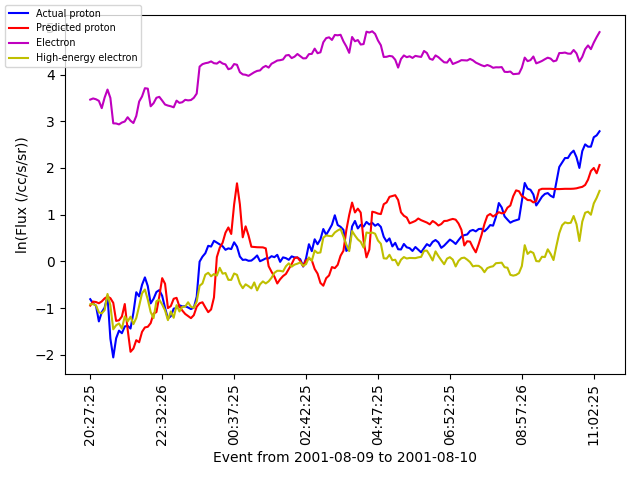 Actual proton
Predicted proton
Electron
High-energy electron
4
3
2
1
0
−1
−2
ln(Flux (/cc/s/sr))
20:27:25
22:32:26
00:37:25
02:42:25
04:47:25
06:52:25
08:57:26
11:02:25
Event from 2001-08-09 to 2001-08-10